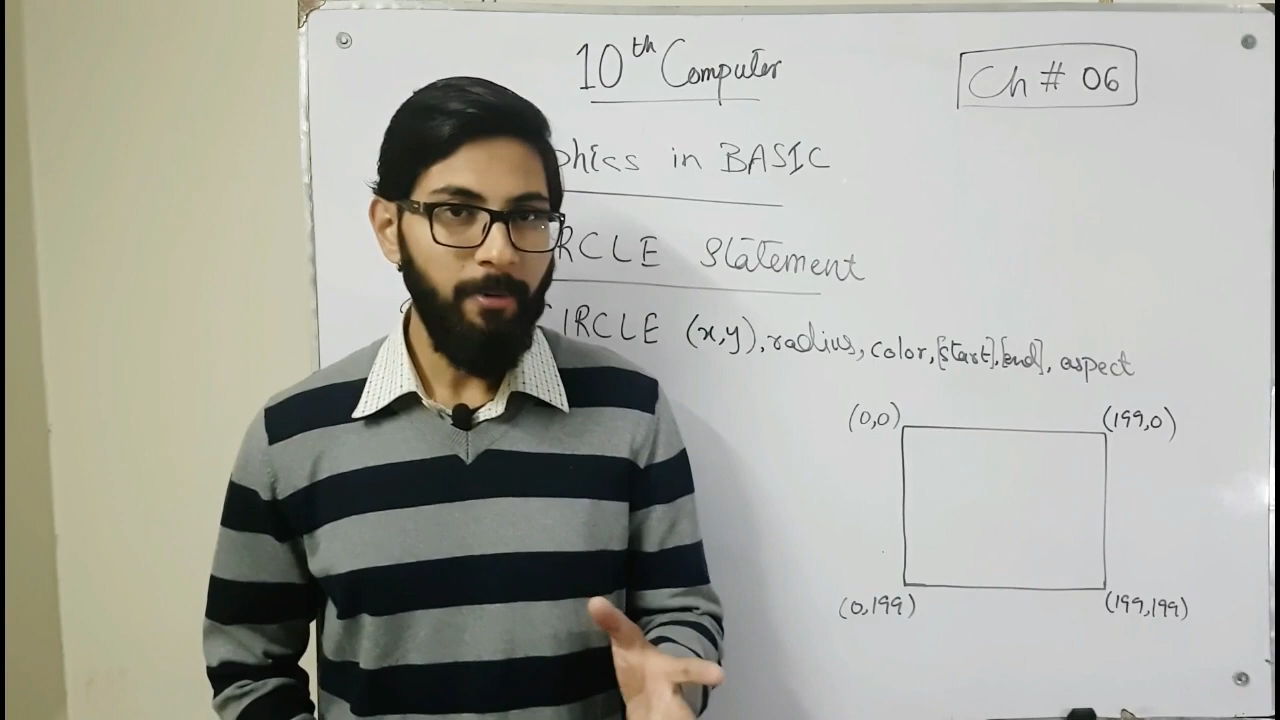 10th Computer
Ch # 06
phics in BASIC
RCLE Statement
IRCLE (x,y), radius, color, [start], [end], aspect
(0,0)
(199,0)
(0,199)
(199,199)